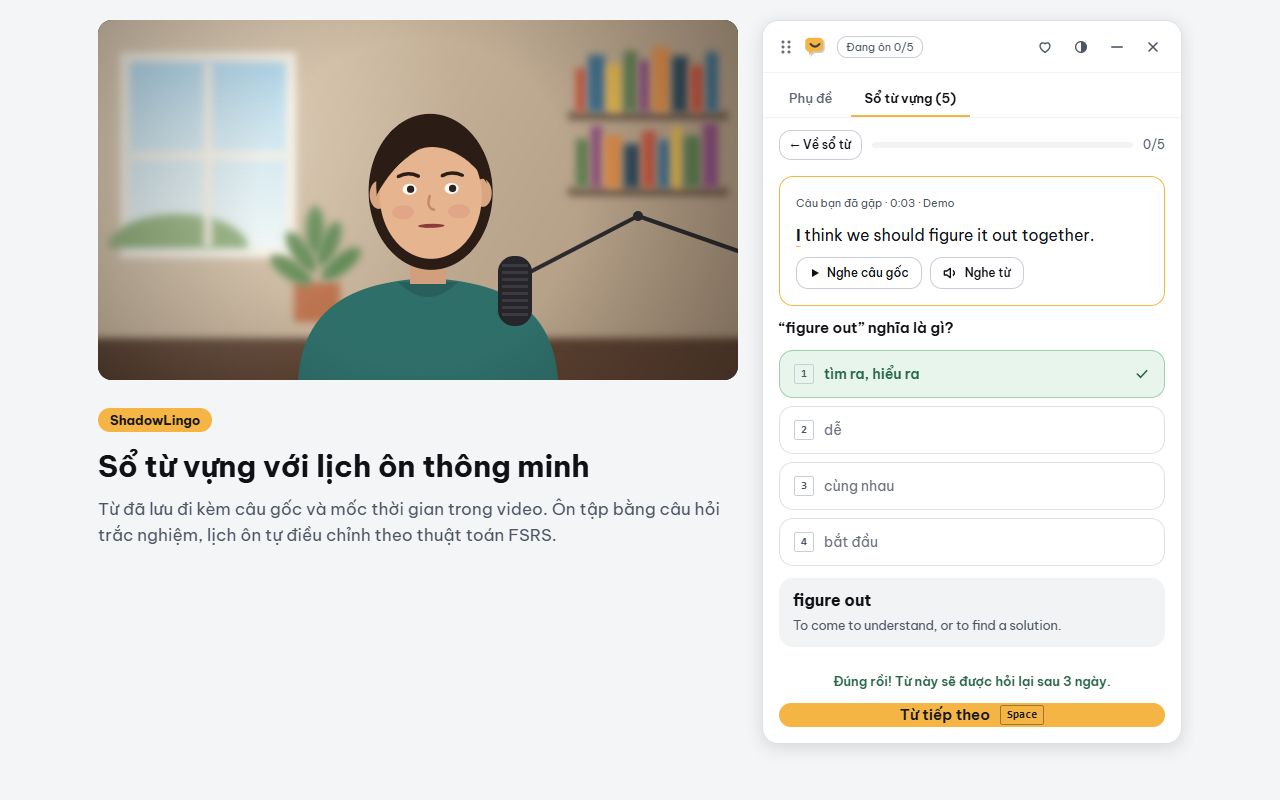 Đang ôn 0/5
Phụ đề
Sổ từ vựng (5)
← Về sổ từ
0/5
Câu bạn đã gặp · 0:03 · Demo
I think we should figure it out together.
Nghe câu gốc
Nghe từ
“figure out” nghĩa là gì?
1 tìm ra, hiểu ra
2 dễ
3 cùng nhau
4 bắt đầu
figure out
To come to understand, or to find a solution.
Đúng rồi! Từ này sẽ được hỏi lại sau 3 ngày.
Từ tiếp theo Space
ShadowLingo
Sổ từ vựng với lịch ôn thông minh
Từ đã lưu đi kèm câu gốc và mốc thời gian trong video. Ôn tập bằng câu hỏi
trắc nghiệm, lịch ôn tự điều chỉnh theo thuật toán FSRS.